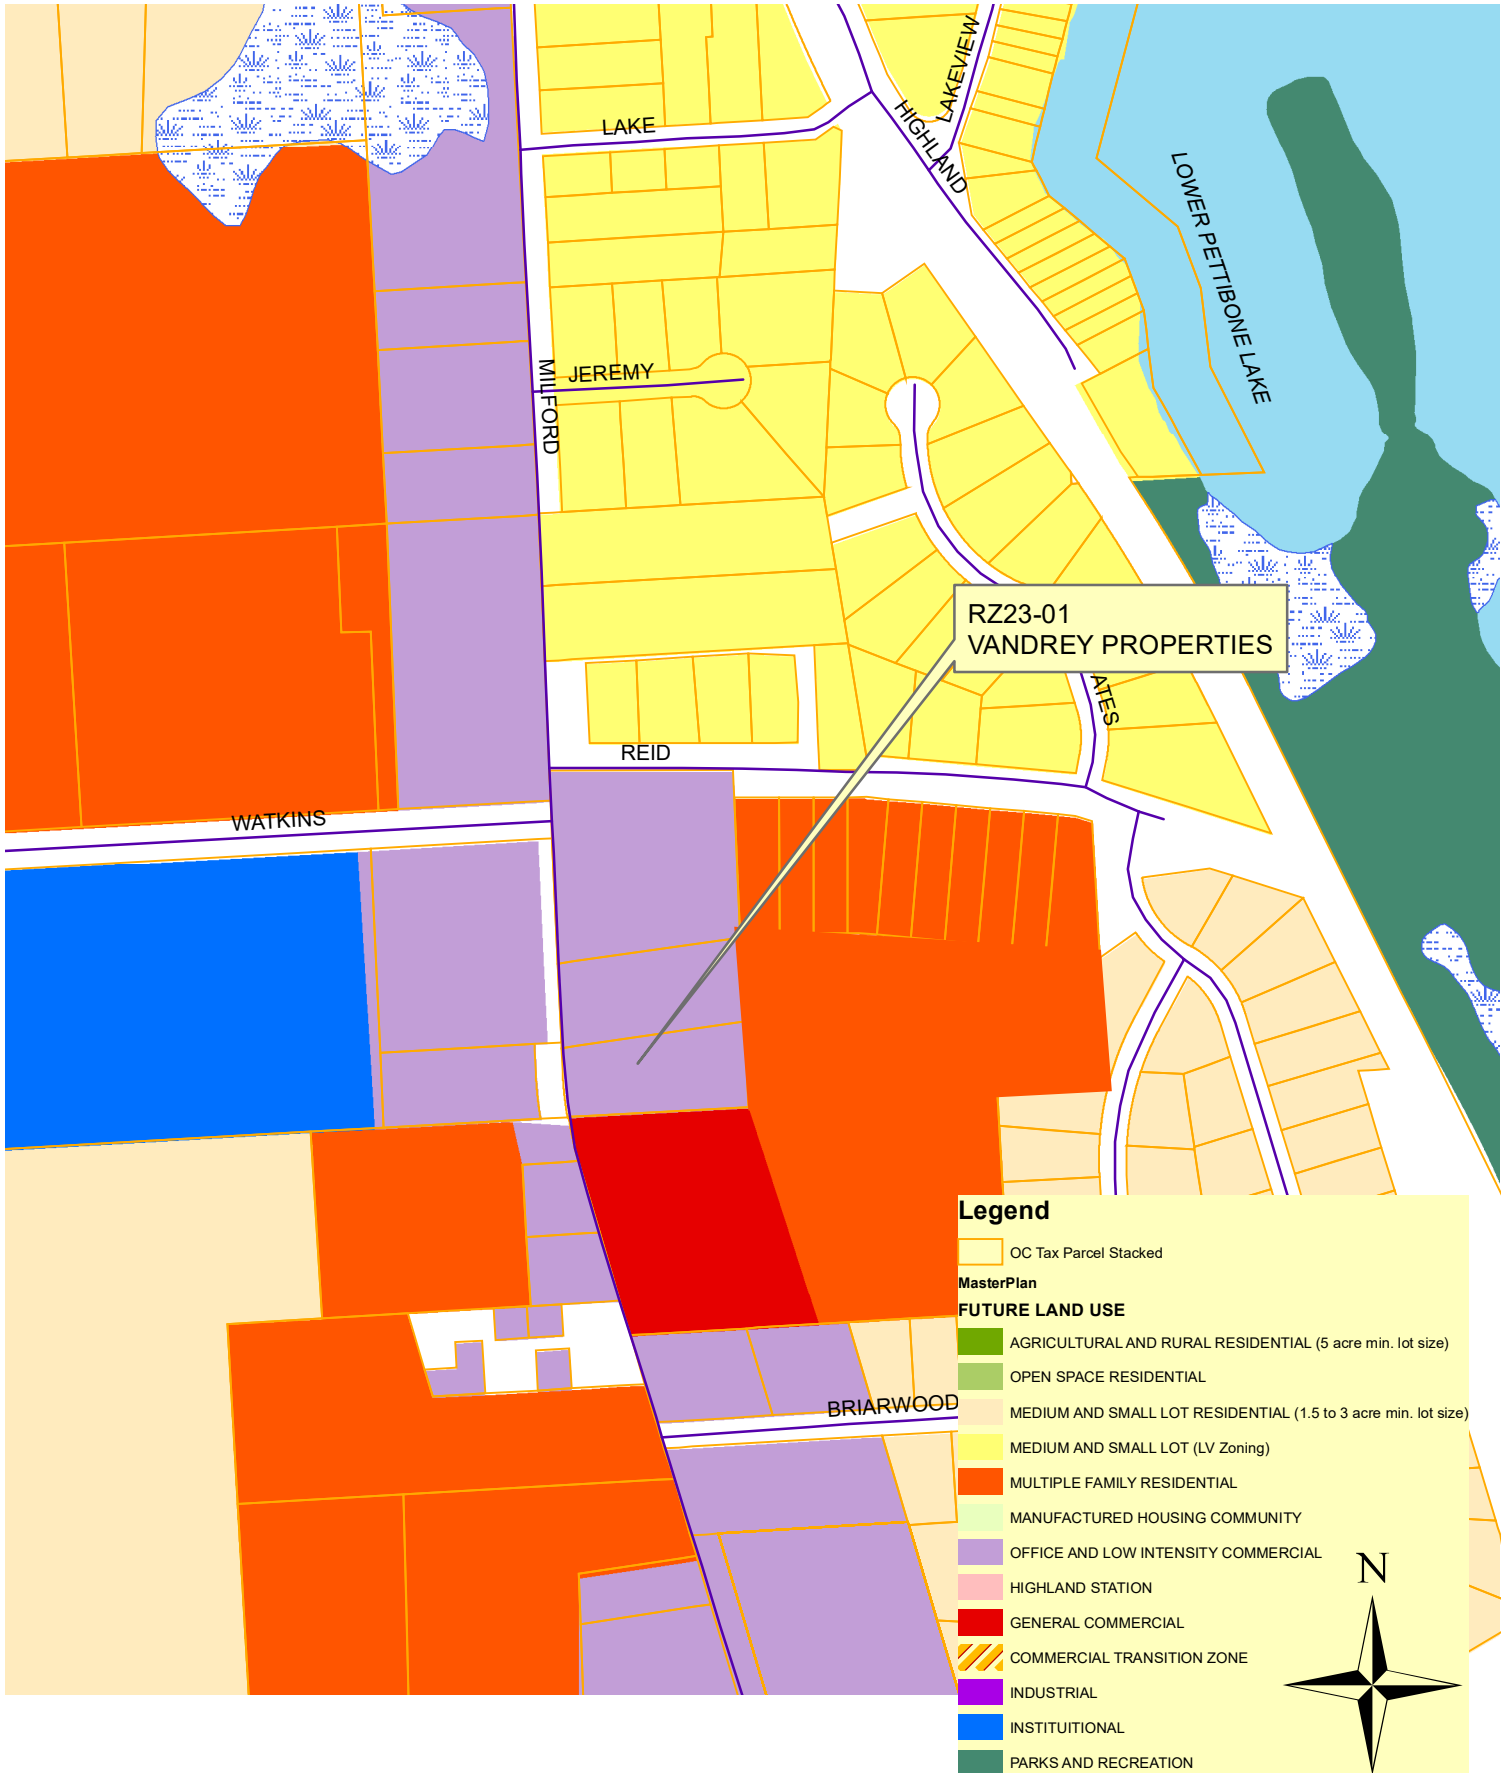 LAKE
HIGHLAND
LAKEVIEW
LOWER PETTIBONE LAKE
MILFORD
JEREMY
RZ23-01
VANDREY PROPERTIES
ATES
REID
WATKINS
BRIARWOOD
Legend
OC Tax Parcel Stacked
MasterPlan
FUTURE LAND USE
AGRICULTURAL AND RURAL RESIDENTIAL (5 acre min. lot size)
OPEN SPACE RESIDENTIAL
MEDIUM AND SMALL LOT RESIDENTIAL (1.5 to 3 acre min. lot size)
MEDIUM AND SMALL LOT (LV Zoning)
MULTIPLE FAMILY RESIDENTIAL
MANUFACTURED HOUSING COMMUNITY
OFFICE AND LOW INTENSITY COMMERCIAL
HIGHLAND STATION
GENERAL COMMERCIAL
COMMERCIAL TRANSITION ZONE
INDUSTRIAL
INSTITUITIONAL
PARKS AND RECREATION
N